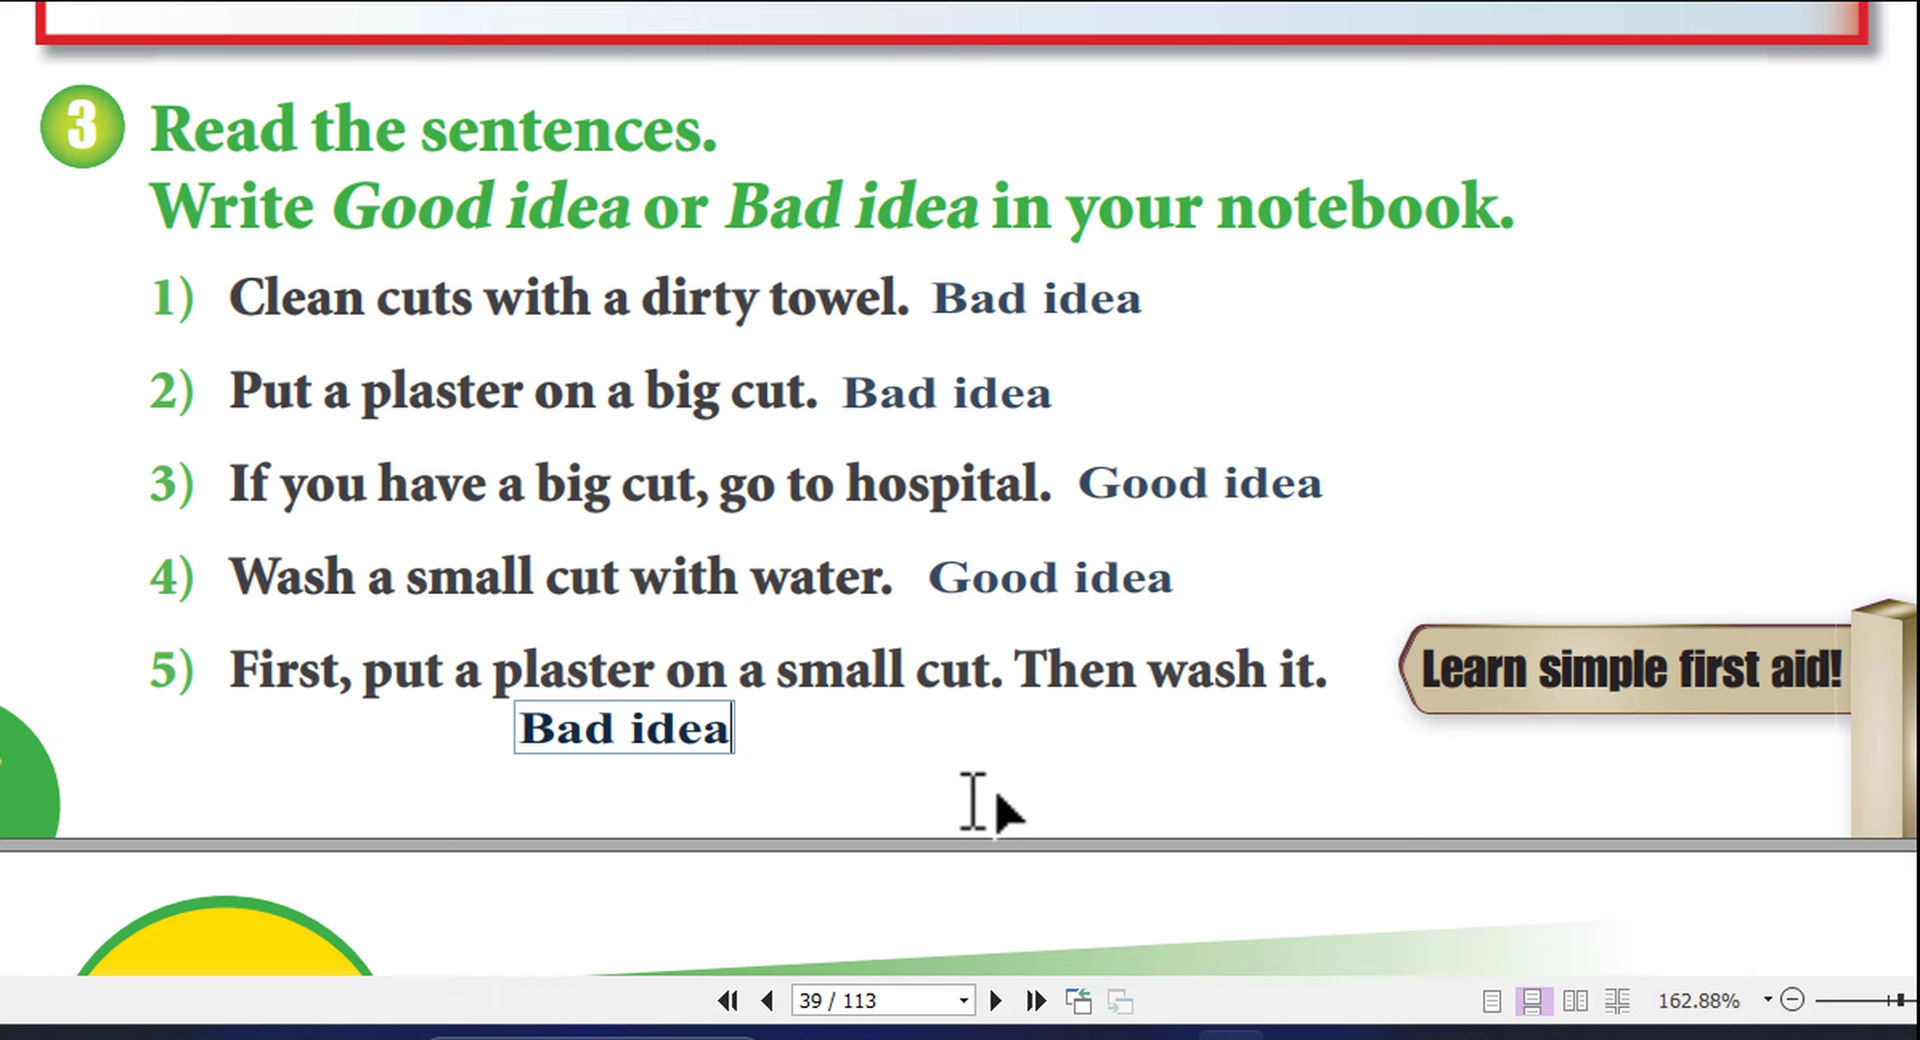 3 Read the sentences.
Write Good idea or Bad idea in your notebook.
1) Clean cuts with a dirty towel. Bad idea
2) Put a plaster on a big cut. Bad idea
3) If you have a big cut, go to hospital. Good idea
4) Wash a small cut with water. Good idea
5) First, put a plaster on a small cut. Then wash it.
Learn simple first aid!
Bad idea
39 / 113
162.88%